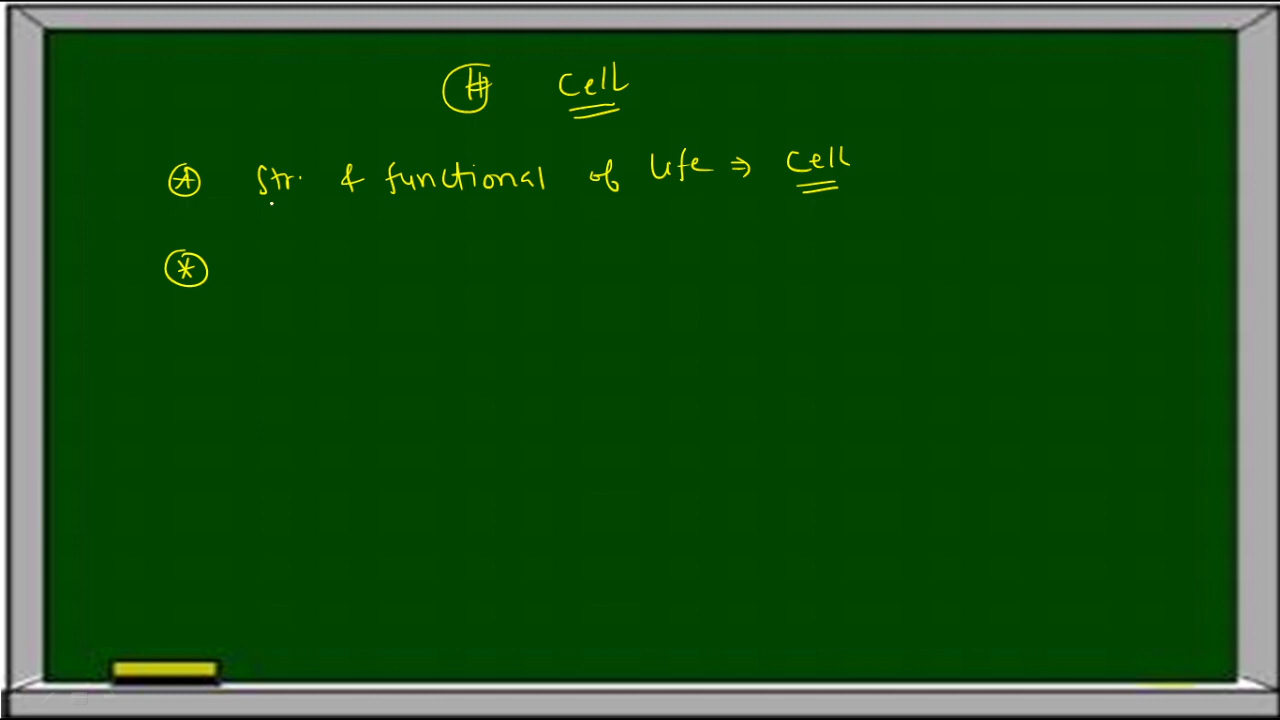 # Cell
* Str. & functional of life ⇒ Cell
*